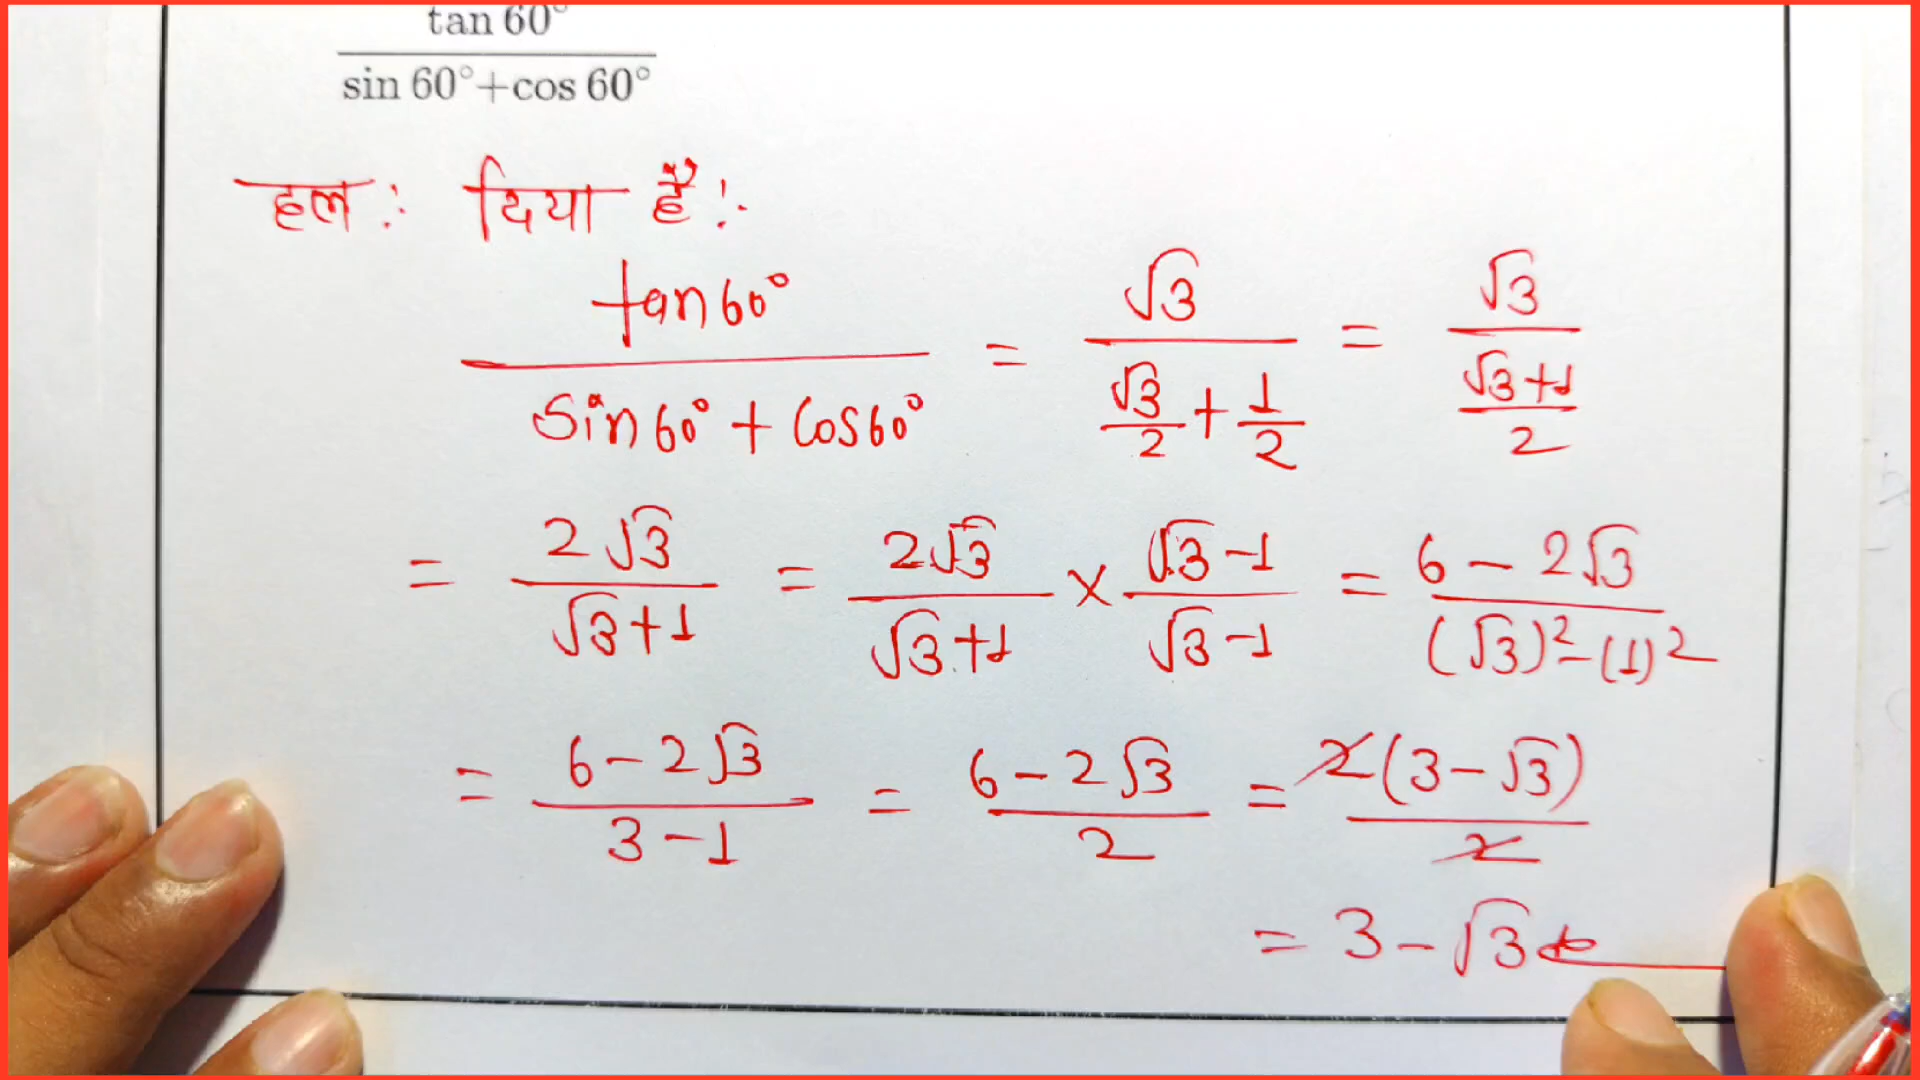 tan 60°
sin 60°+cos 60°
हल : दिया है :
tan 60° / sin 60° + cos 60° = √3 / (√3/2 + 1/2) = √3 / ((√3+1)/2)
= 2√3 / √3+1 = 2√3 / √3+1 × √3-1 / √3-1 = 6 - 2√3 / (√3)² - (1)²
= 6 - 2√3 / 3 - 1 = 6 - 2√3 / 2 = 2(3 - √3) / 2
= 3 - √3